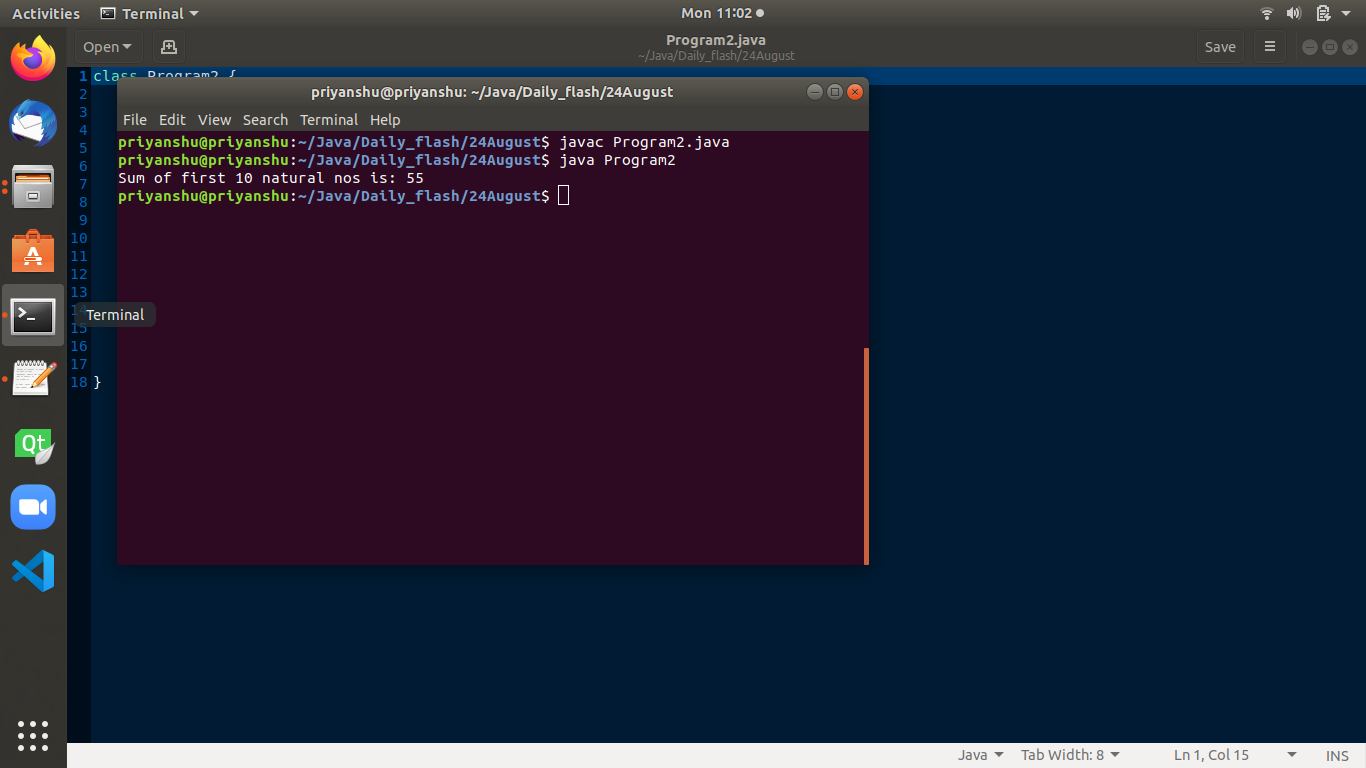 Activities Terminal Mon 11:02
Open Program2.java Save
~/Java/Daily_flash/24August
1 class Program2 {
priyanshu@priyanshu: ~/Java/Daily_flash/24August
File Edit View Search Terminal Help
priyanshu@priyanshu:~/Java/Daily_flash/24August$ javac Program2.java
priyanshu@priyanshu:~/Java/Daily_flash/24August$ java Program2
Sum of first 10 natural nos is: 55
priyanshu@priyanshu:~/Java/Daily_flash/24August$
2
3
4
5
6
7
8
9
10
11
12
13
14
Terminal
15
16
17
18 }
Qt
Java Tab Width: 8 Ln 1, Col 15 INS